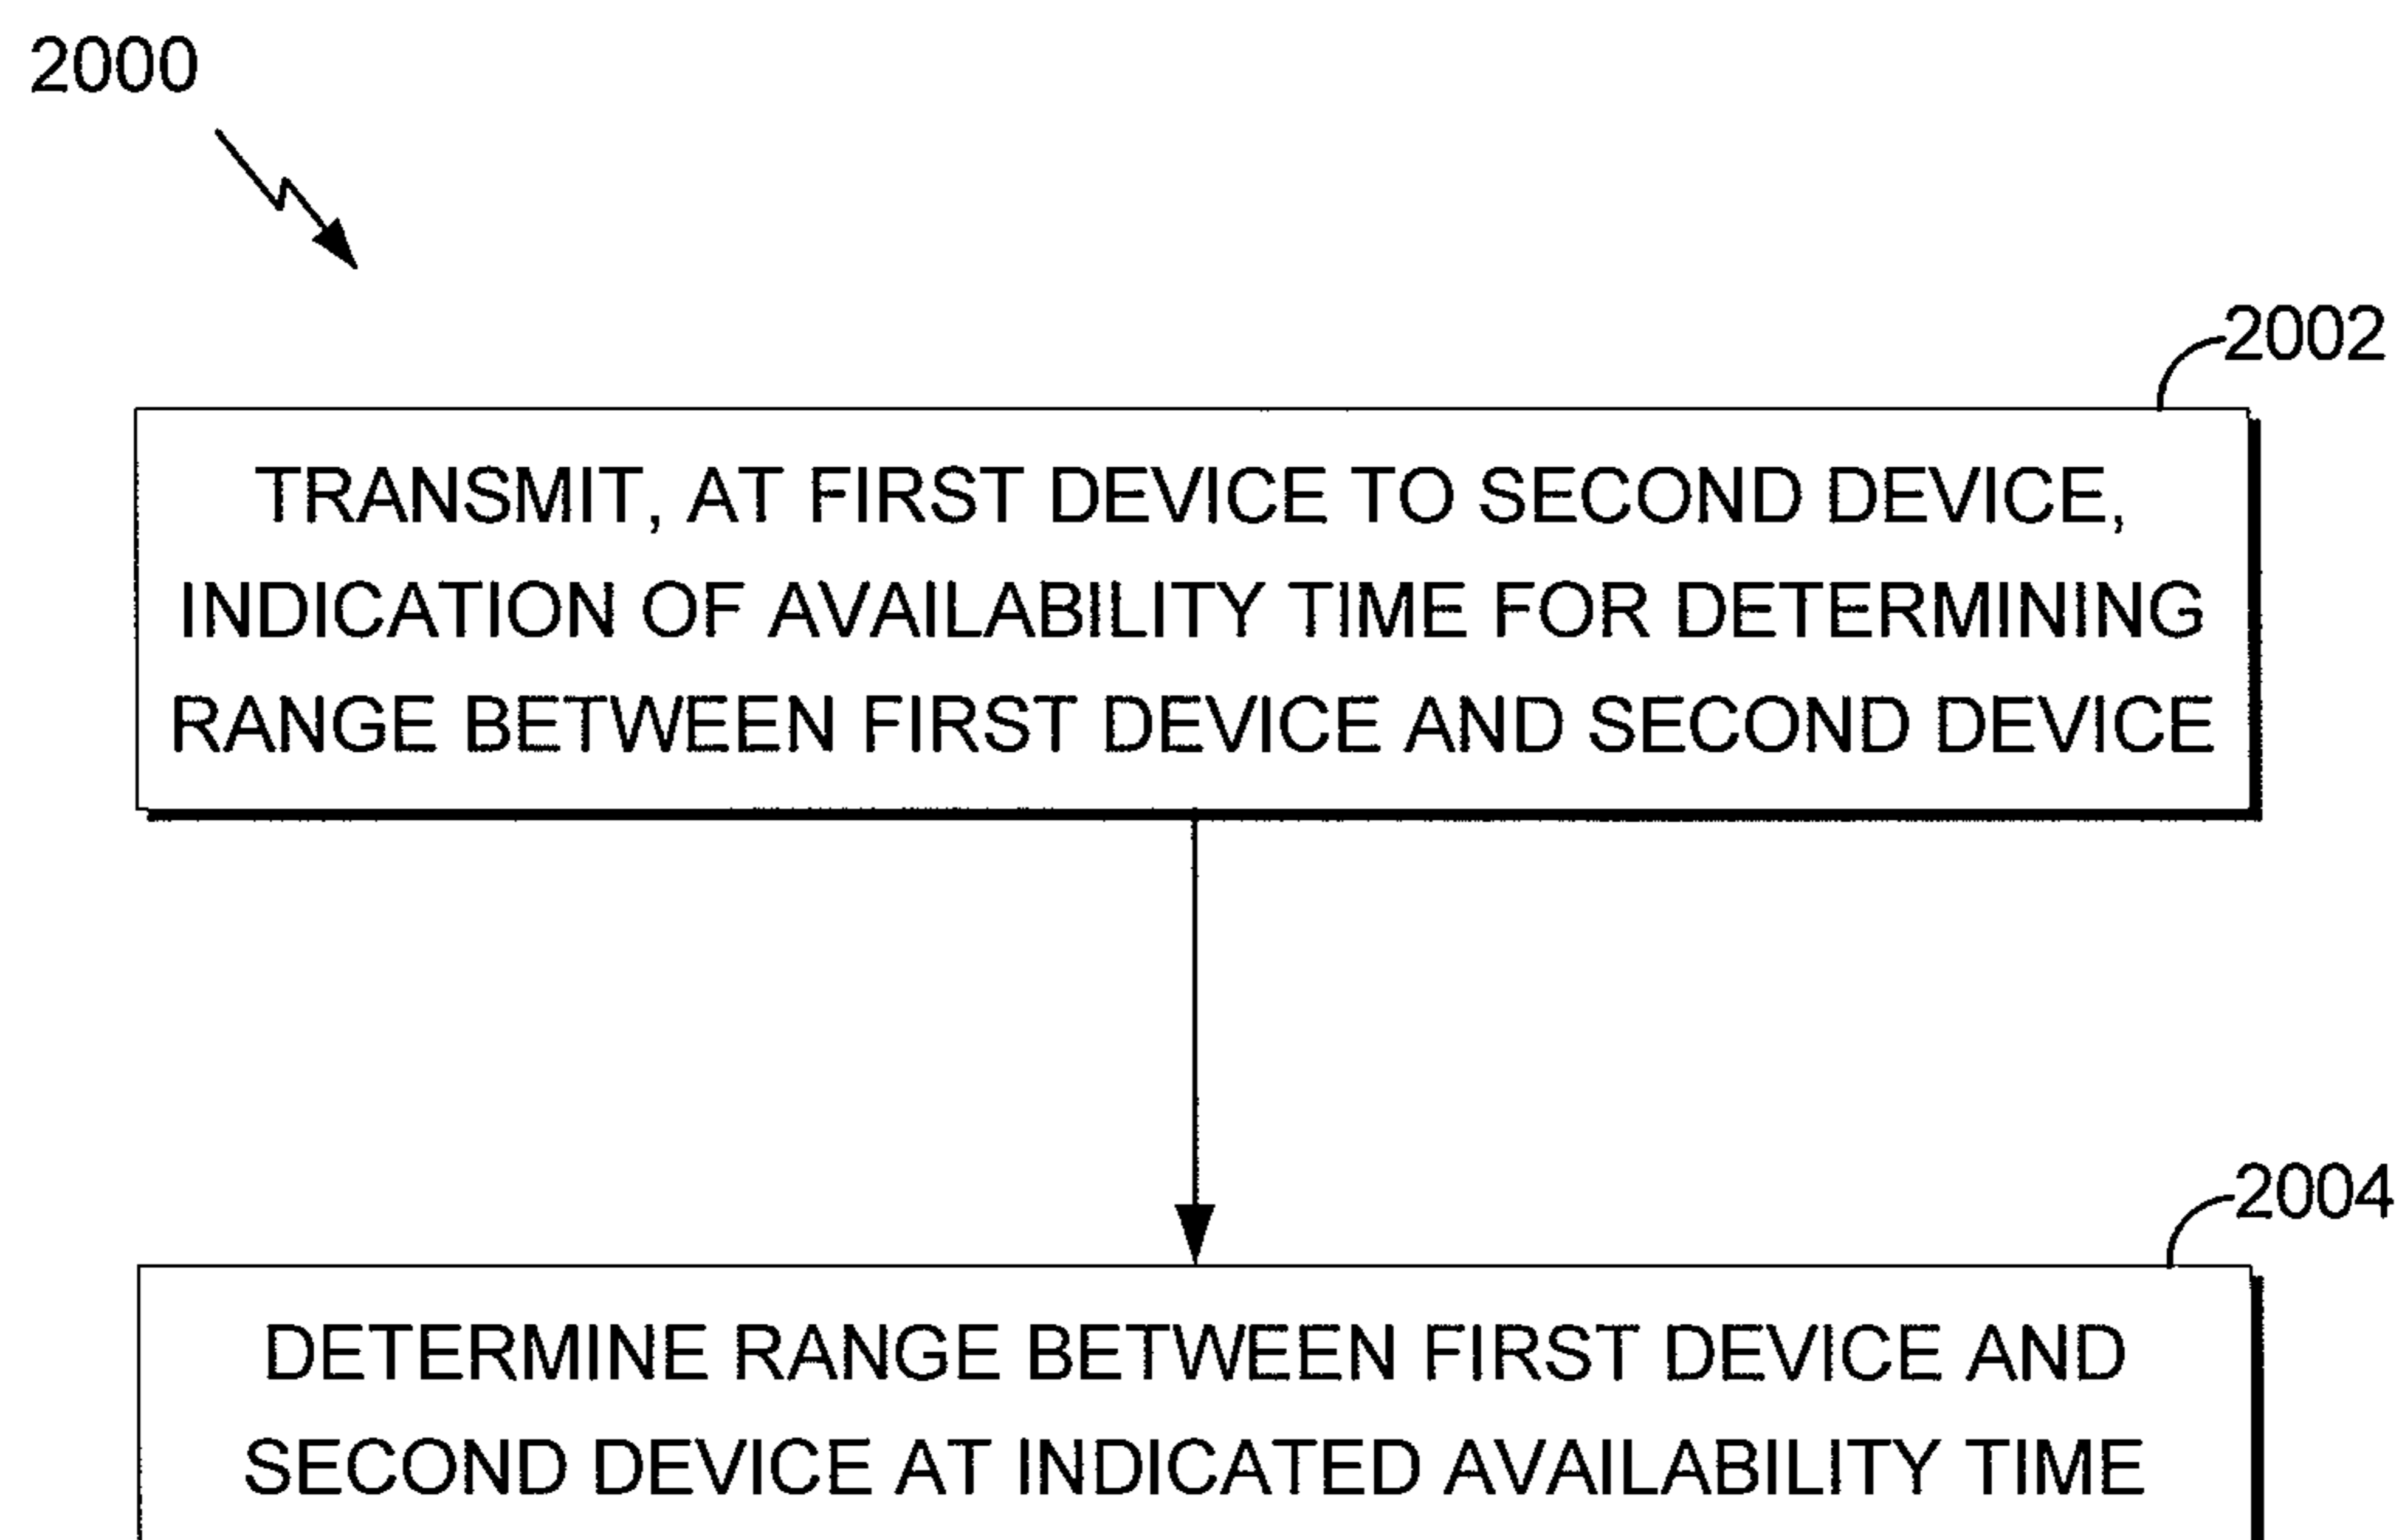 2000
2002
TRANSMIT, AT FIRST DEVICE TO SECOND DEVICE,
INDICATION OF AVAILABILITY TIME FOR DETERMINING
RANGE BETWEEN FIRST DEVICE AND SECOND DEVICE
2004
DETERMINE RANGE BETWEEN FIRST DEVICE AND
SECOND DEVICE AT INDICATED AVAILABILITY TIME